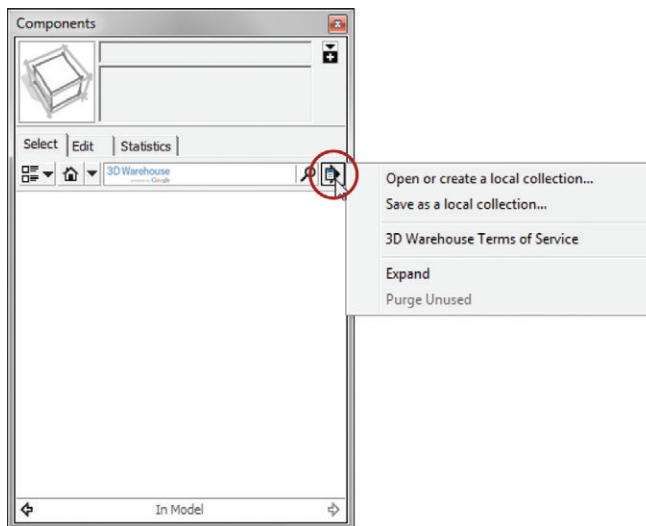 Components
Select Edit Statistics
3D Warehouse
Open or create a local collection...
Save as a local collection...
3D Warehouse Terms of Service
Expand
Purge Unused
In Model